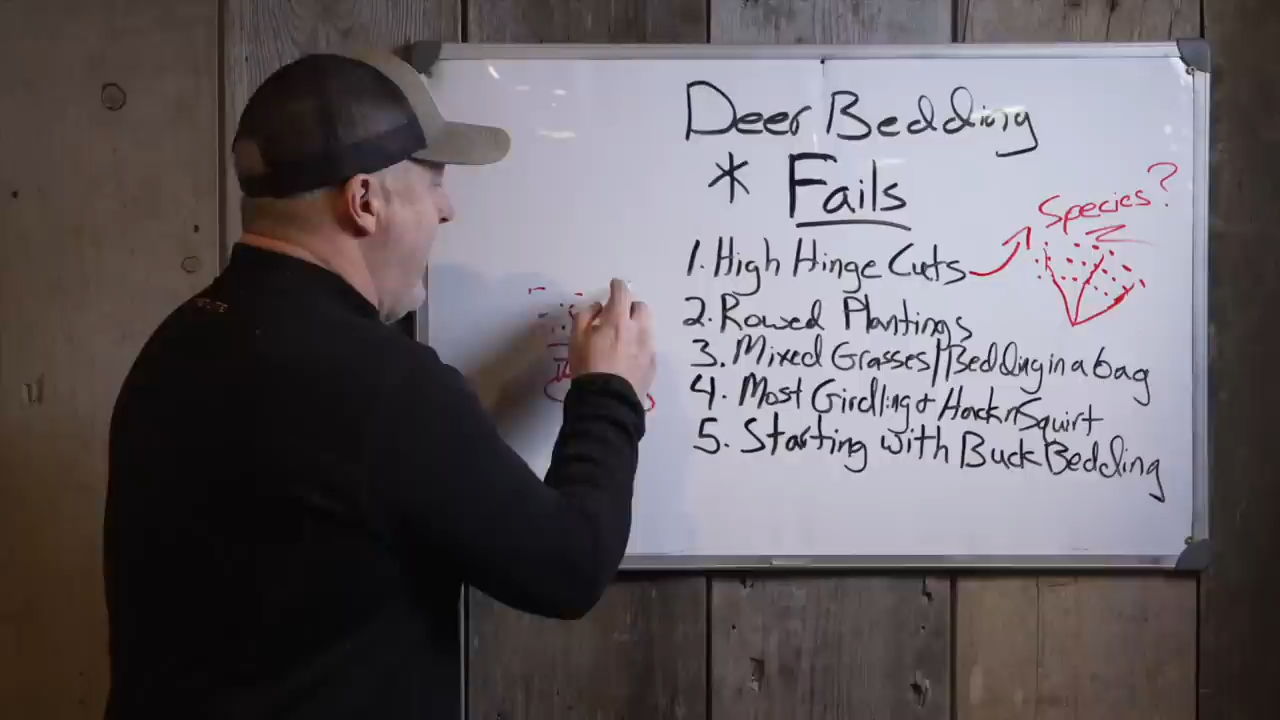 Deer Bedding
* Fails
1. High Hinge Cuts
Species?
2. Rowed Plantings
3. Mixed Grasses/Bedding in a bag
4. Most Girdling + Hack n Squirt
5. Starting with Buck Bedding